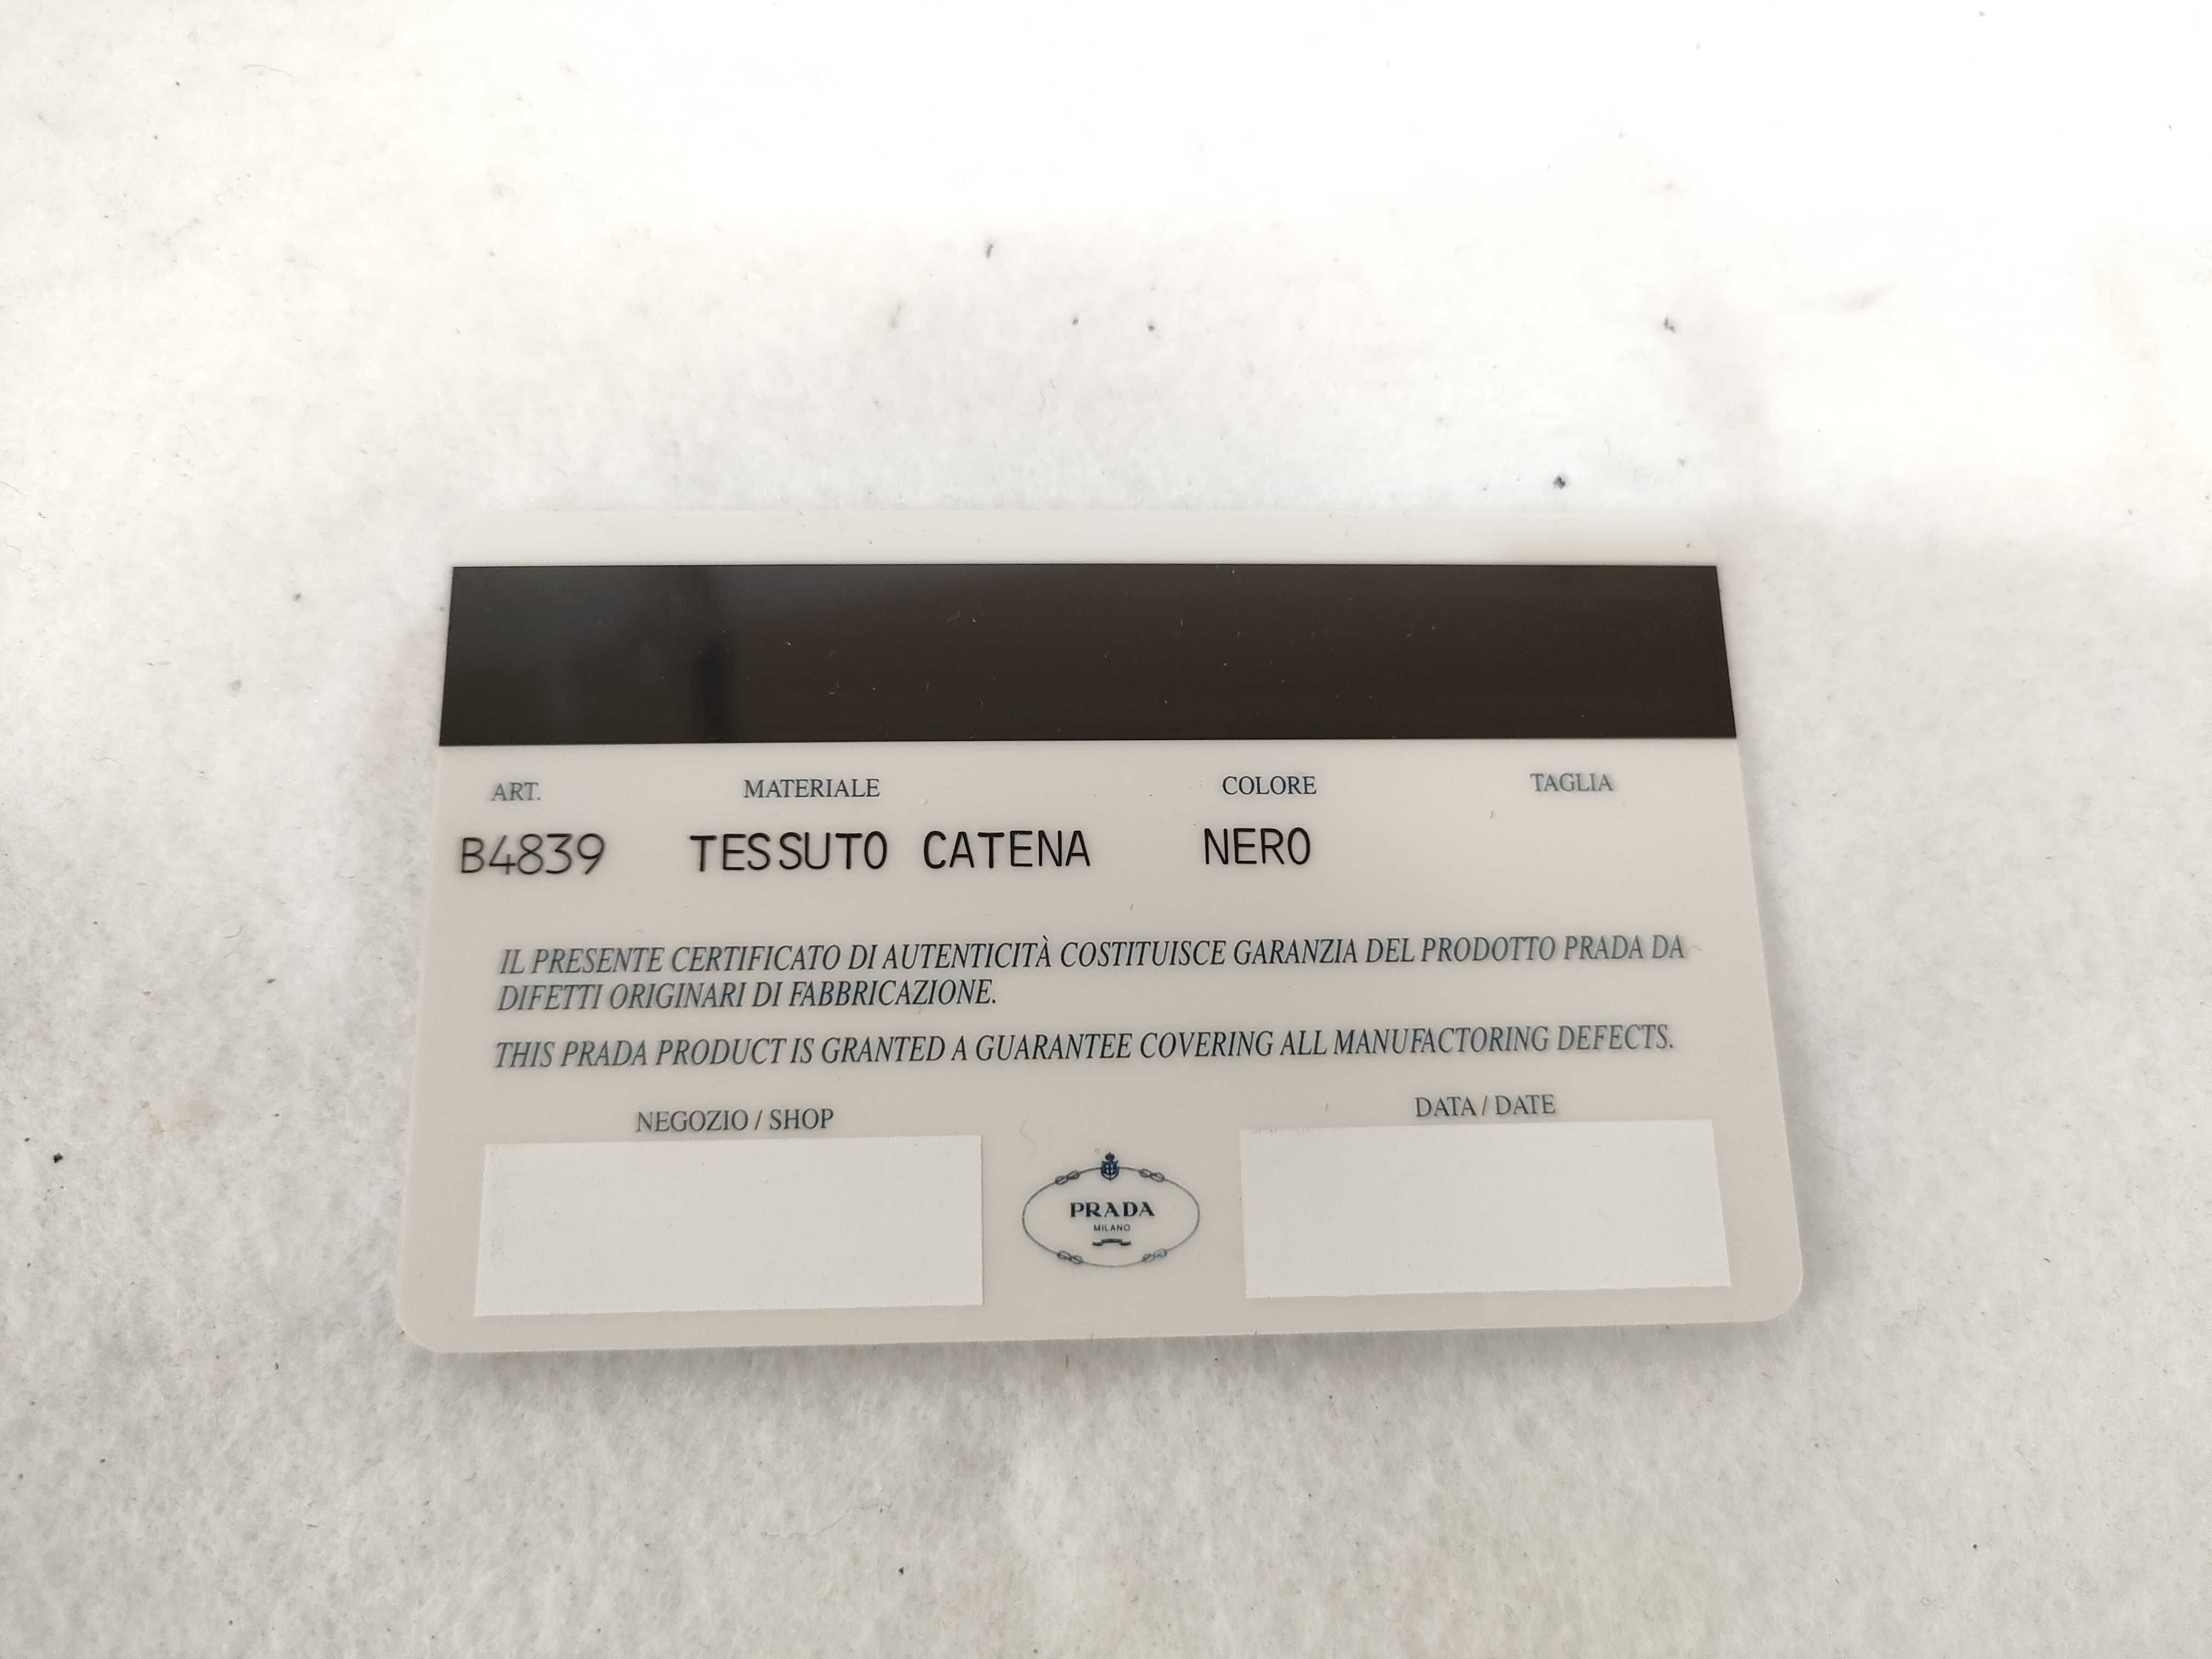 ART. MATERIALE COLORE TAGLIA
B4839 TESSUTO CATENA NERO
IL PRESENTE CERTIFICATO DI AUTENTICITÀ COSTITUISCE GARANZIA DEL PRODOTTO PRADA DA
DIFETTI ORIGINARI DI FABBRICAZIONE.
THIS PRADA PRODUCT IS GRANTED A GUARANTEE COVERING ALL MANUFACTORING DEFECTS.
NEGOZIO / SHOP DATA / DATE
PRADA
MILANO